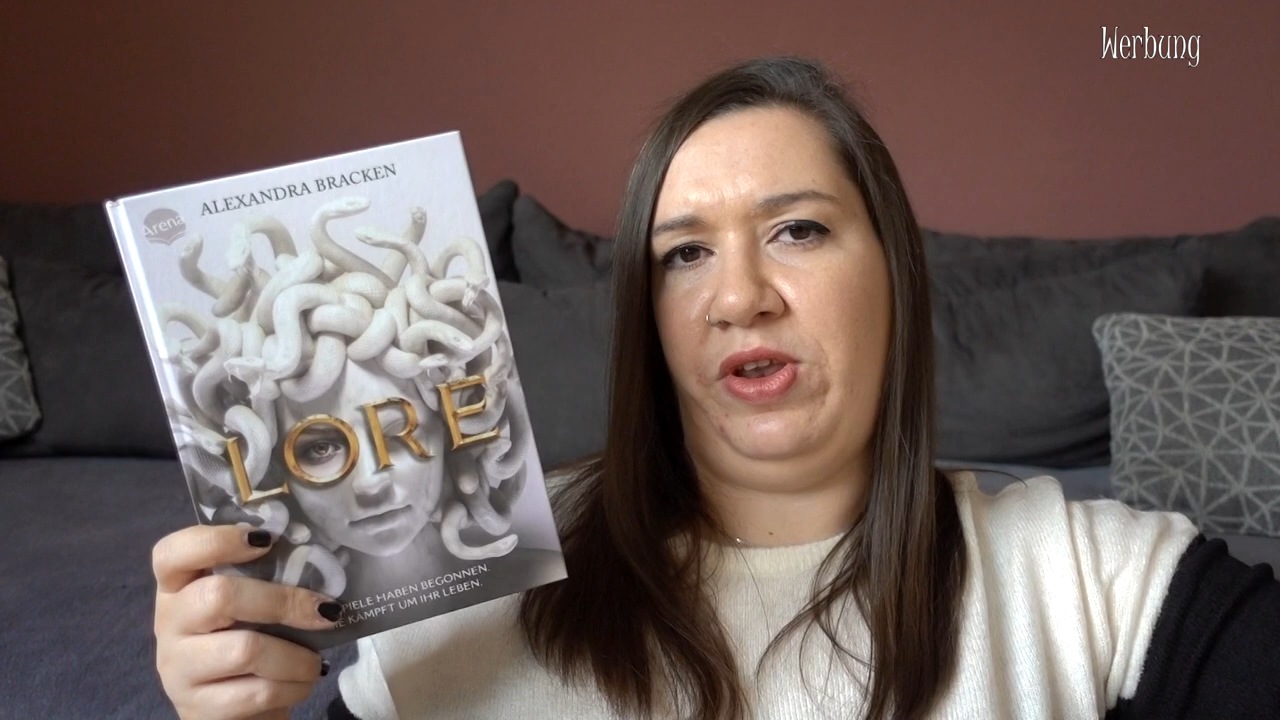 Werbung
ALEXANDRA BRACKEN
Arena
LORE
HABEN BEGONNEN.
KÄMPFT UM IHR LEBEN.